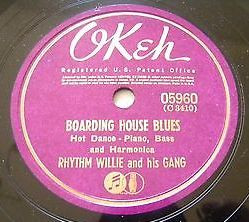 OKeh
Registered U.S. Patent Office
05960
(C 3410)
BOARDING HOUSE BLUES
Hot Dance - Piano, Bass
and Harmonica
RHYTHM WILLIE and his GANG